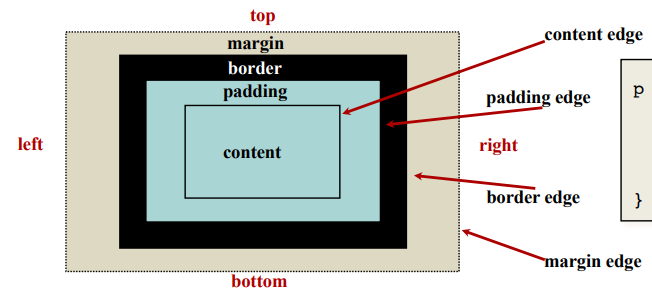 top
margin
content edge
border
padding
p
padding edge
left
content
right
border edge
}
margin edge
bottom